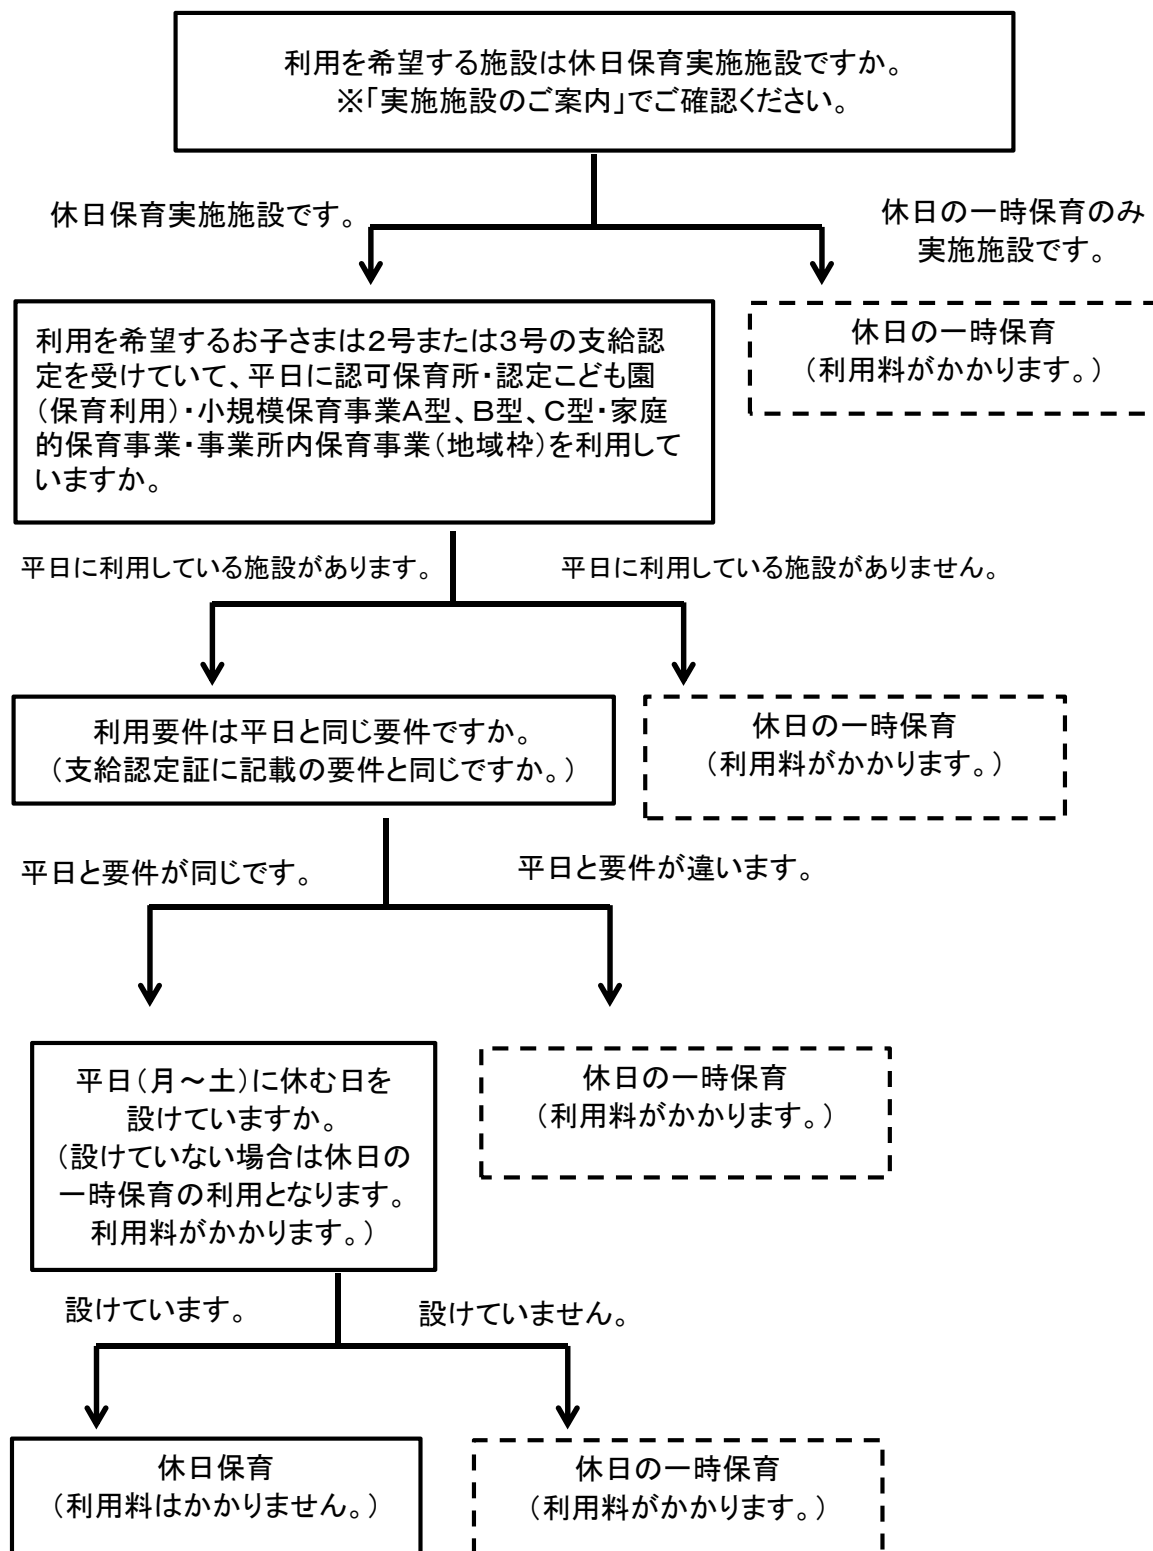 利用を希望する施設は休日保育実施施設ですか。
※「実施施設のご案内」でご確認ください。
休日保育実施施設です。
休日の一時保育のみ
実施施設です。
利用を希望するお子さまは2号または3号の支給認
定を受けていて、平日に認可保育所・認定こども園
(保育利用)・小規模保育事業A型、B型、C型・家庭
的保育事業・事業所内保育事業(地域枠)を利用して
いますか。
休日の一時保育
(利用料がかかります。)
平日に利用している施設があります。
平日に利用している施設がありません。
利用要件は平日と同じ要件ですか。
(支給認定証に記載の要件と同じですか。)
休日の一時保育
(利用料がかかります。)
平日と要件が同じです。
平日と要件が違います。
平日(月～土)に休む日を
設けていますか。
(設けていない場合は休日の
一時保育の利用となります。
利用料がかかります。)
休日の一時保育
(利用料がかかります。)
設けています。
設けていません。
休日保育
(利用料はかかりません。)
休日の一時保育
(利用料がかかります。)